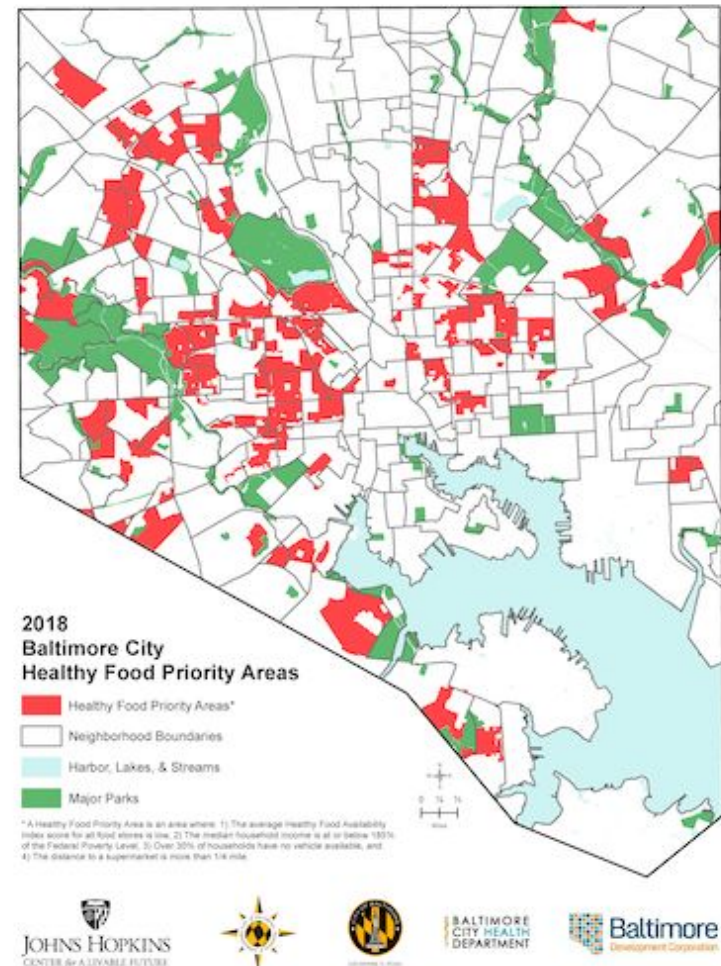 2018
Baltimore City
Healthy Food Priority Areas
Healthy Food Priority Areas*
Neighborhood Boundaries
Harbor, Lakes, & Streams
Major Parks
* A Healthy Food Priority Area is an area where: 1) The average Healthy Food Availability
Index score for all food stores is low, 2) The median household income is at or below 185%
of the Federal Poverty Level, 3) Over 30% of households have no vehicle available, and
4) The distance to a supermarket is more than 1/4 mile.
JOHNS HOPKINS
CENTER for A LIVABLE FUTURE
BALTIMORE
CITY HEALTH
DEPARTMENT
Baltimore
Development Corporation